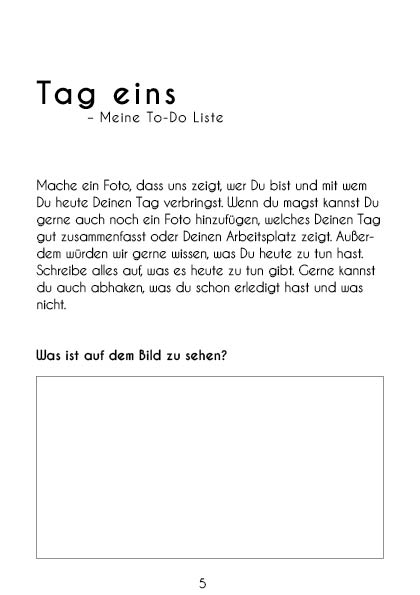 Tag eins
– Meine To-Do Liste
Mache ein Foto, dass uns zeigt, wer Du bist und mit wem
Du heute Deinen Tag verbringst. Wenn du magst kannst Du
gerne auch noch ein Foto hinzufügen, welches Deinen Tag
gut zusammenfasst oder Deinen Arbeitsplatz zeigt. Außer-
dem würden wir gerne wissen, was Du heute zu tun hast.
Schreibe alles auf, was es heute zu tun gibt. Gerne kannst
du auch abhaken, was du schon erledigt hast und was
nicht.
Was ist auf dem Bild zu sehen?
5